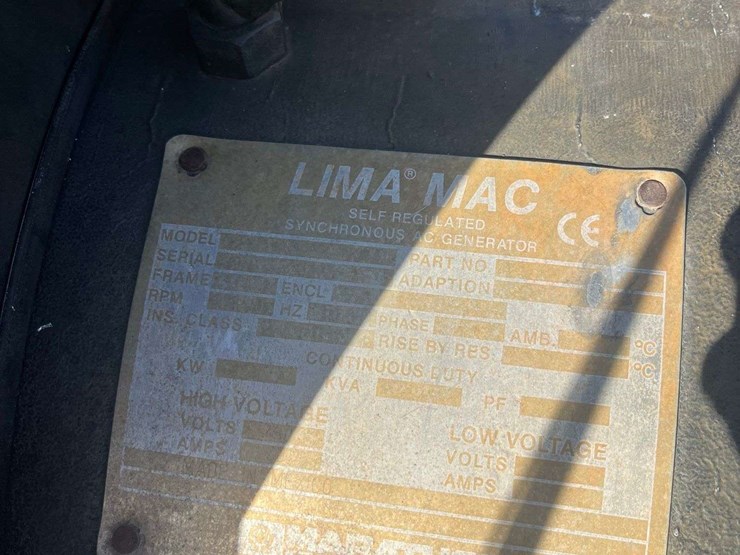 LIMA® MAC
SELF REGULATED
SYNCHRONOUS AC GENERATOR
CE
MODEL
SERIAL PART NO
FRAME ENCL ADAPTION
RPM HZ PHASE AMB. °C
INS. CLASS RISE BY RES. °C
CONTINUOUS DUTY
KW KVA PF
HIGH VOLTAGE LOW VOLTAGE
VOLTS VOLTS
AMPS AMPS